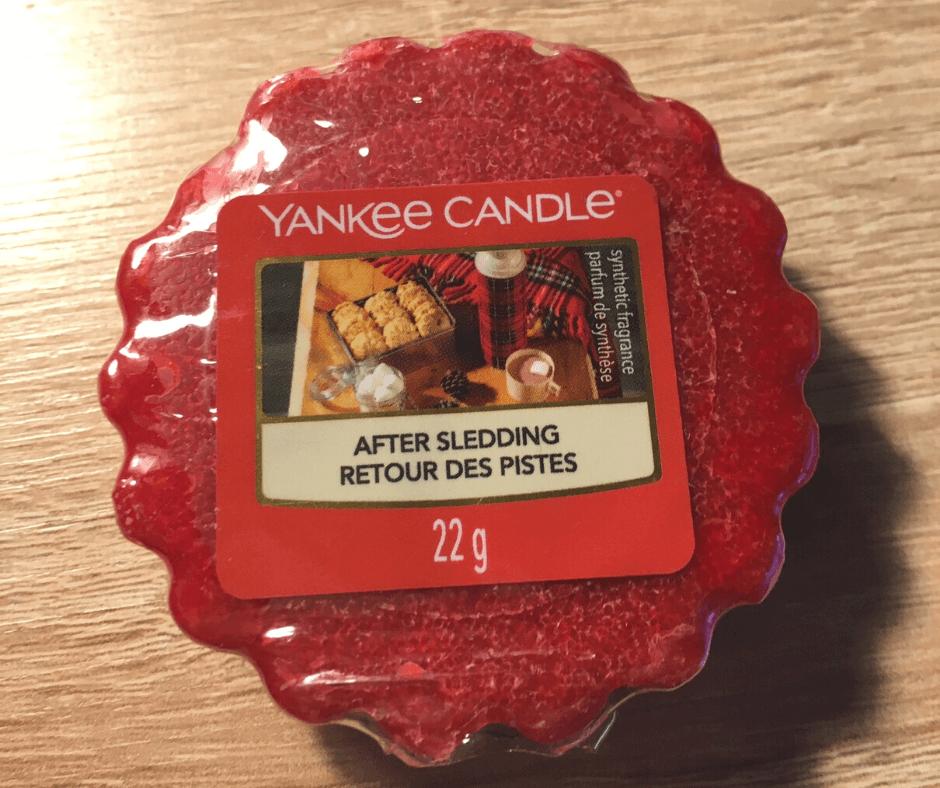 YANKEE CANDLE®
synthetic fragrance
parfum de synthèse
AFTER SLEDDING
RETOUR DES PISTES
22 g